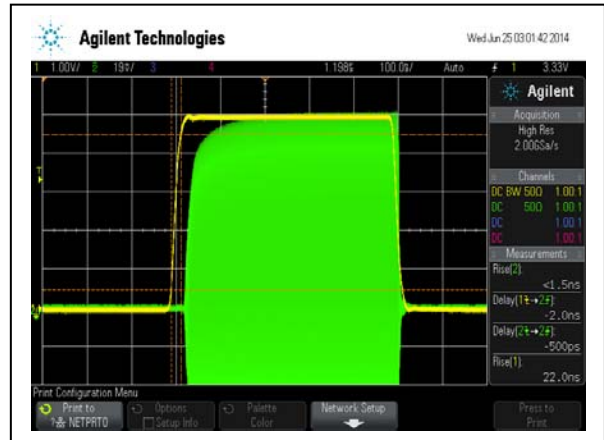 Agilent Technologies
Wed Jun 25 03:01:42 2014
1 1.00V/ 2 19%/ 3 4 1.198% 100.0%/ Auto 1 3.33V
Agilent
Acquisition
High Res
2.00GSa/s
Channels
DC BW 50Ω 1.00:1
DC 50Ω 1.00:1
DC 1.00:1
DC 1.00:1
Measurements
Rise(2):
<1.5ns
Delay(1→2):
-2.0ns
Delay(2→2):
-500ps
Rise(1):
22.0ns
Print Configuration Menu
Print to Options Palette Network Setup Press to
NETPRT0 Setup Info Color Print